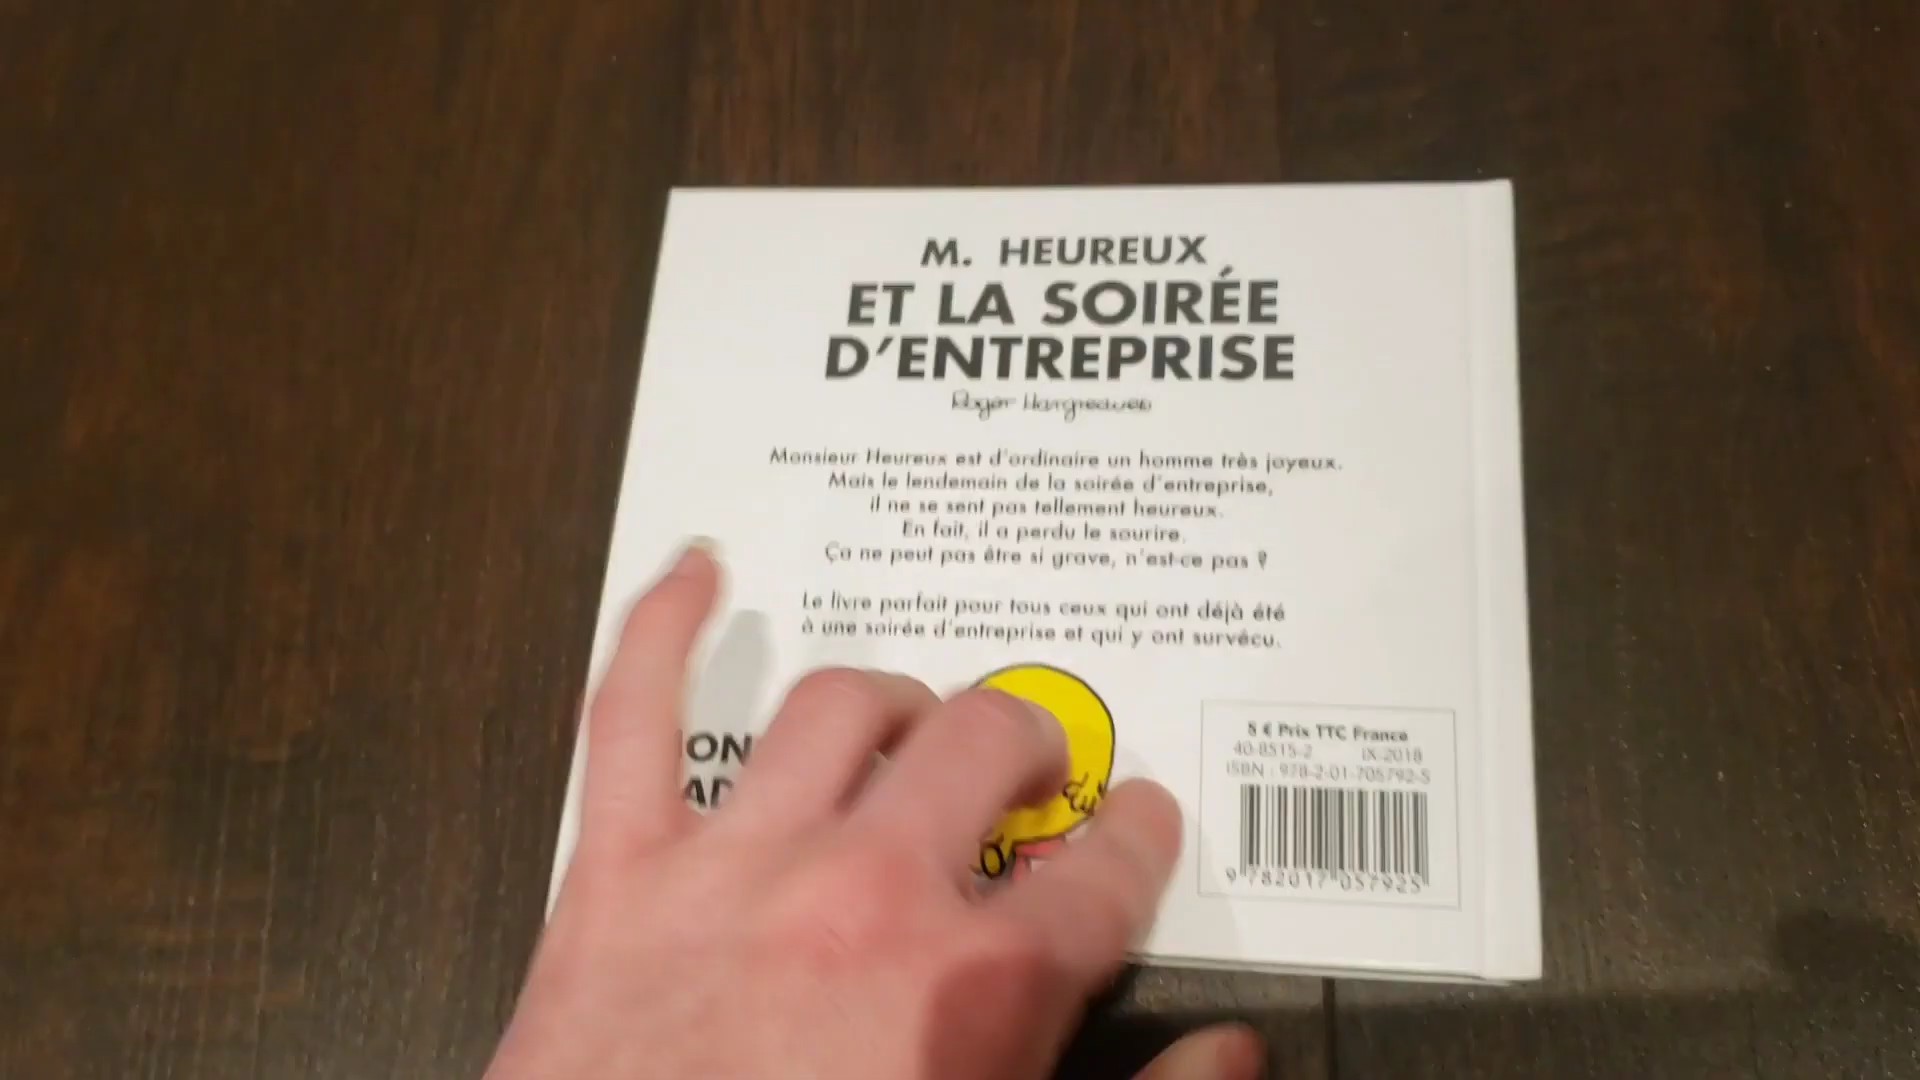 M. HEUREUX
ET LA SOIRÉE
D'ENTREPRISE
Roger Hargreaves
Monsieur Heureux est d'ordinaire un homme très joyeux.
Mais le lendemain de la soirée d'entreprise,
il ne se sent pas tellement heureux.
En fait, il a perdu le sourire.
Ça ne peut pas être si grave, n'est-ce pas ?
Le livre parfait pour tous ceux qui ont déjà été
à une soirée d'entreprise et qui y ont survécu.
5 € Prix TTC France
40-8515-2 IX-2018
ISBN : 978-2-01-705792-5
9 782017 057925